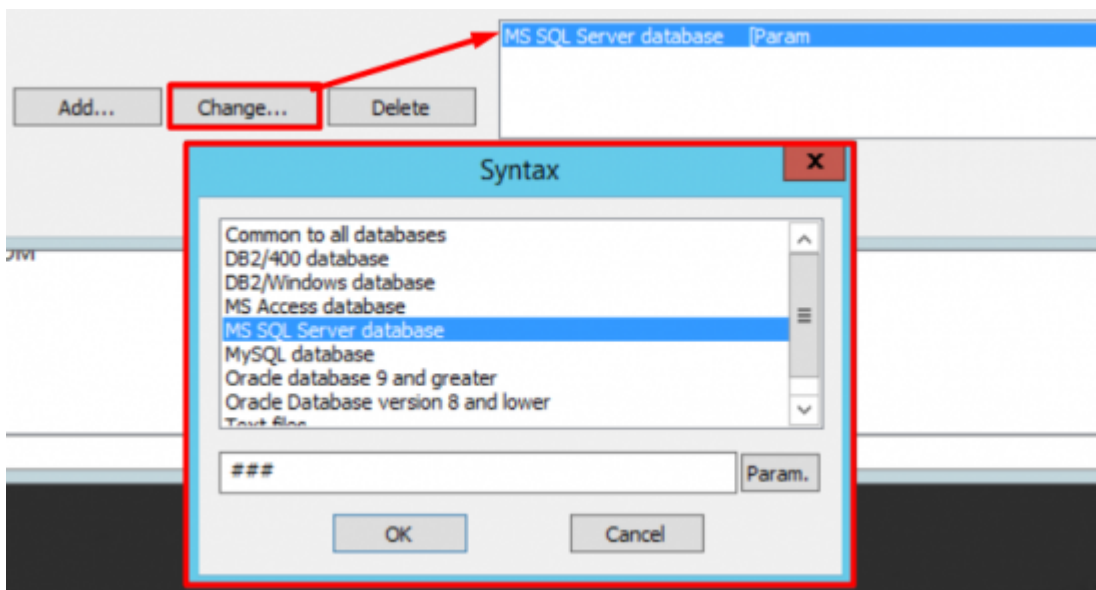 MS SQL Server database [Param
Add...
Change...
Delete
Syntax
x
Common to all databases
DB2/400 database
DB2/Windows database
MS Access database
MS SQL Server database
MySQL database
Oracle database 9 and greater
Oracle Database version 8 and lower
Text files
###
Param.
OK
Cancel